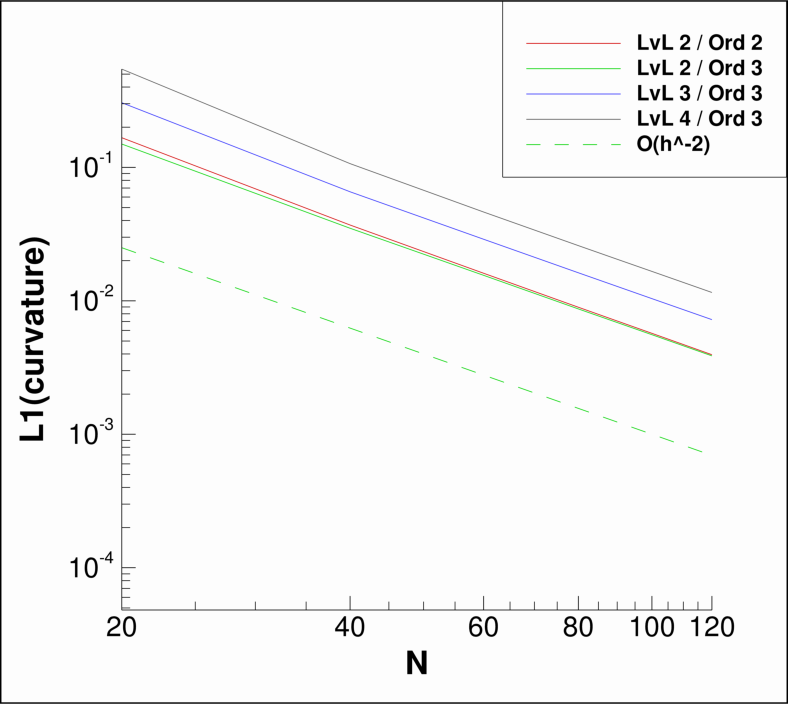 LvL 2 / Ord 2
LvL 2 / Ord 3
LvL 3 / Ord 3
LvL 4 / Ord 3
O(h^-2)
L1(curvature)
10^-1
10^-2
10^-3
10^-4
20 40 60 80 100 120
N